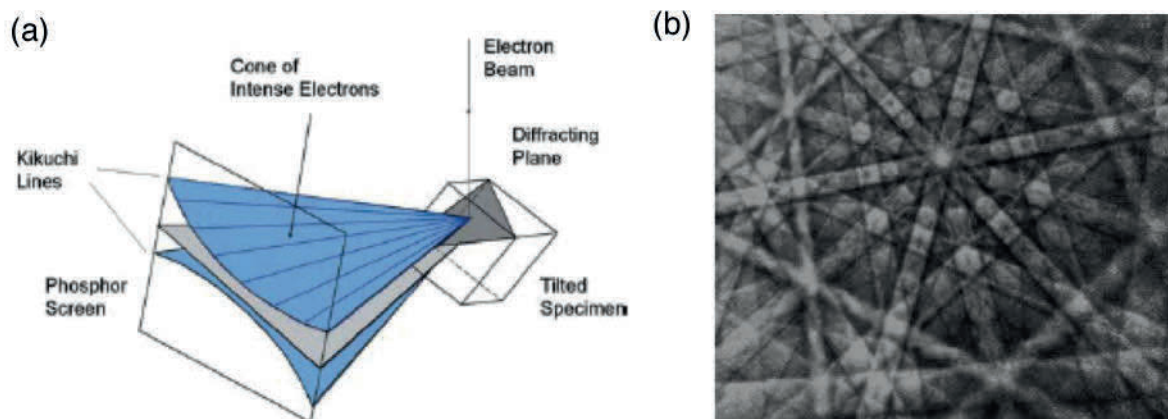 (a)
Cone of
Intense Electrons
Electron
Beam
Diffracting
Plane
Kikuchi
Lines
Phosphor
Screen
Tilted
Specimen
(b)